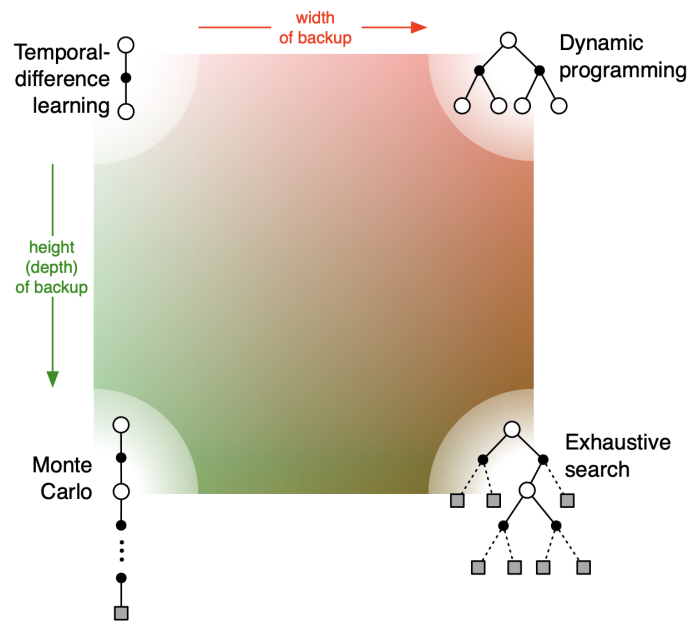 width
of backup
Temporal-
difference
learning
Dynamic
programming
height
(depth)
of backup
Monte
Carlo
Exhaustive
search